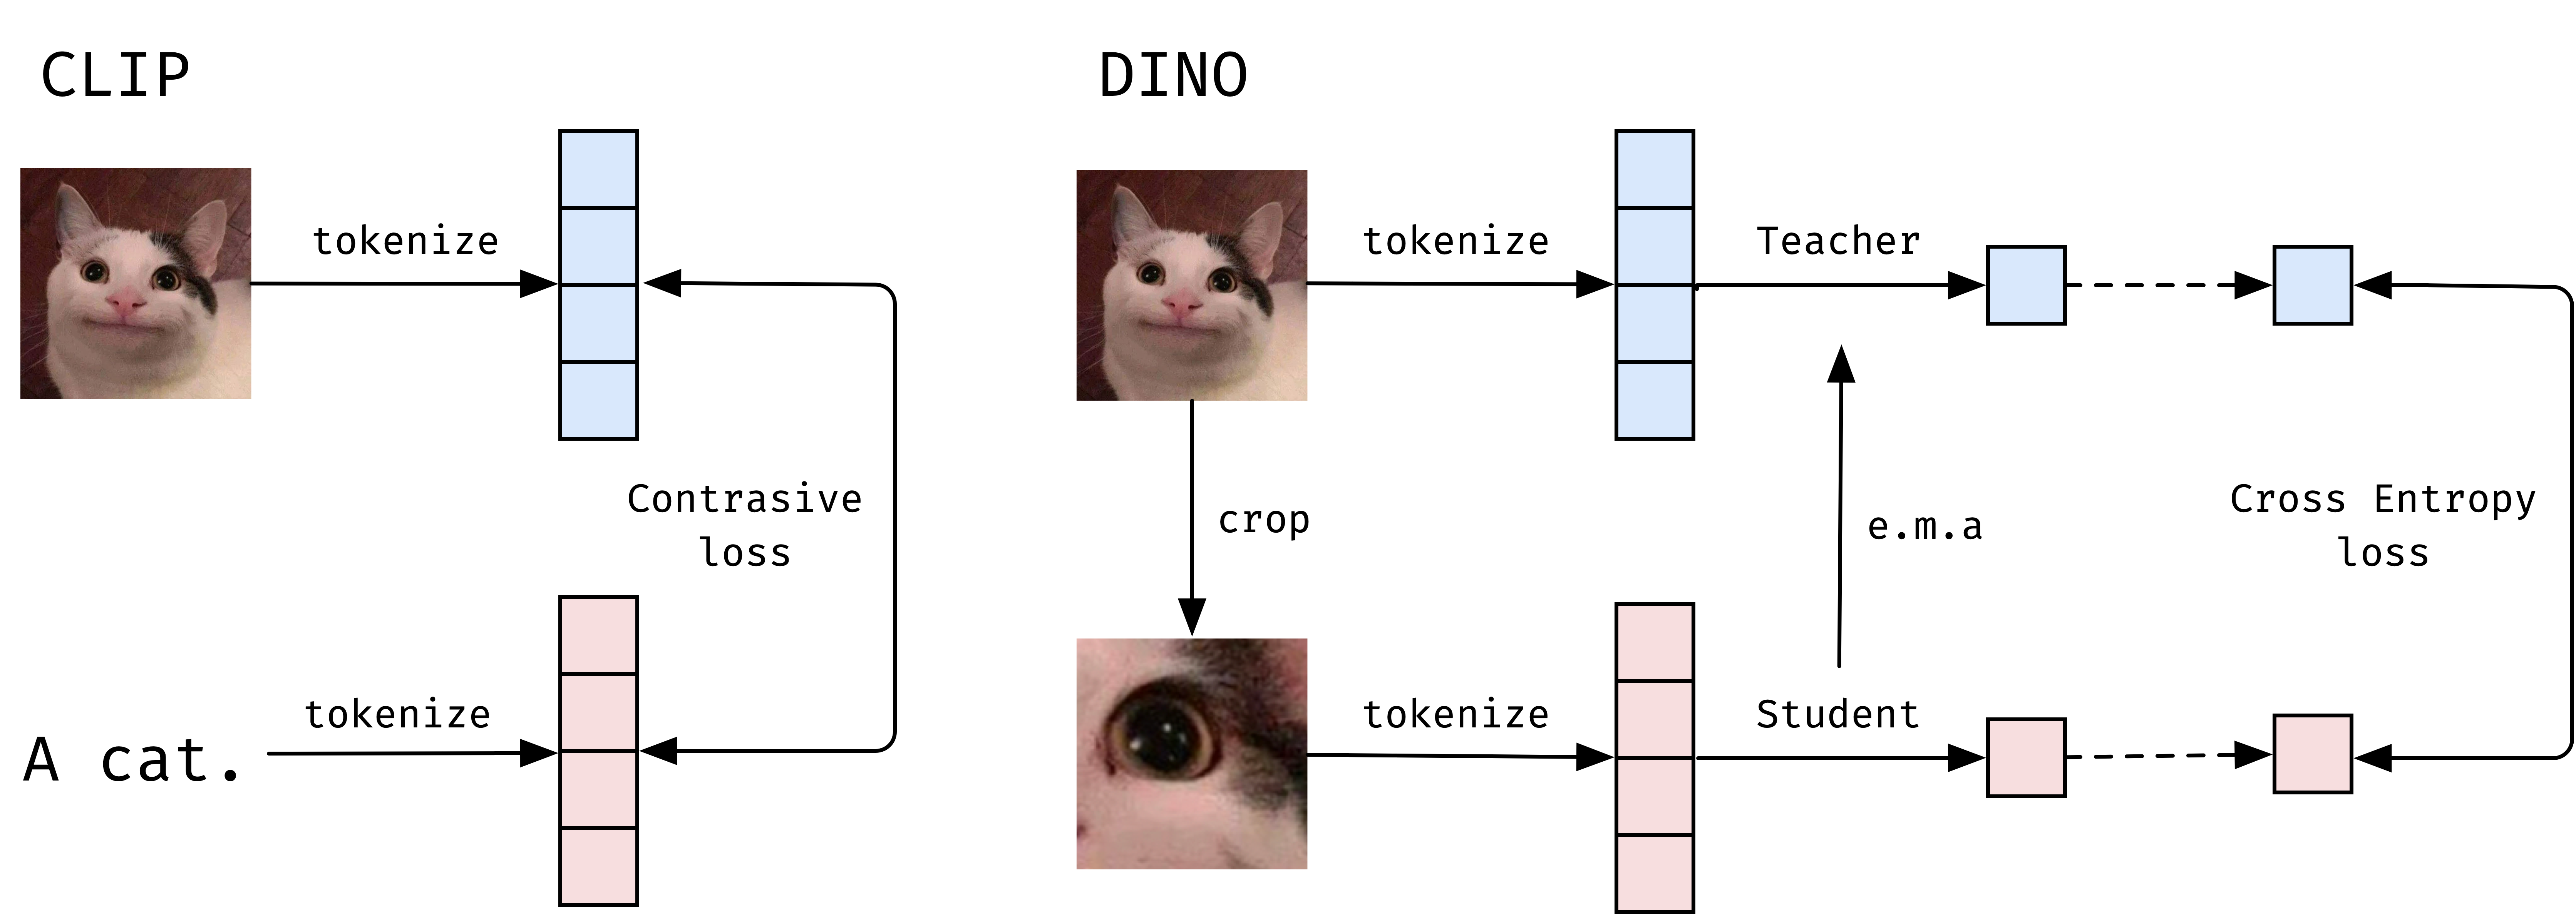 CLIP
tokenize
Contrasive
loss
tokenize
A cat.
DINO
tokenize
Teacher
crop
e.m.a
Cross Entropy
loss
tokenize
Student